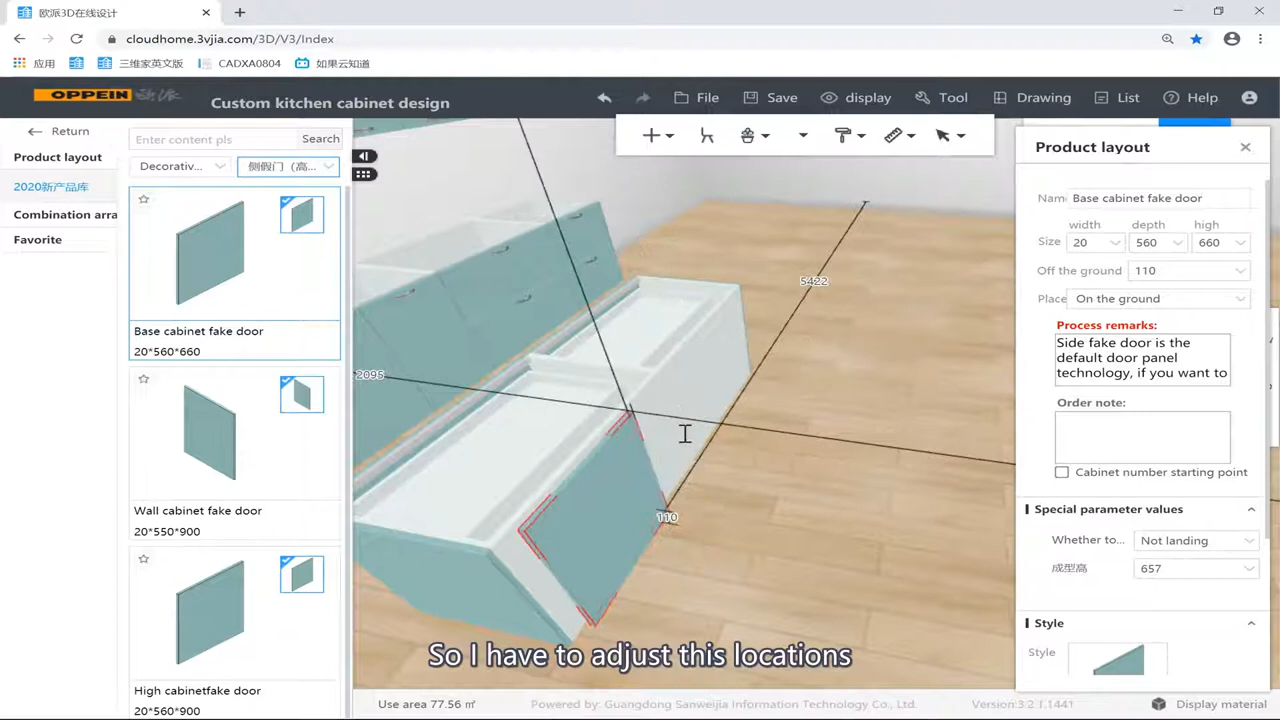 欧派3D在线设计
cloudhome.3vjia.com/3D/V3/Index
应用
三维家英文版
CADXA0804
如果云知道
OPPEIN 欧派
Custom kitchen cabinet design
File
Save
display
Tool
Drawing
List
Help
Return
Product layout
2020新产品库
Combination arra
Favorite
Enter content pls
Search
Decorativ...
侧假门（高...
Base cabinet fake door
20*560*660
Wall cabinet fake door
20*550*900
High cabinetfake door
20*560*900
5422
2095
110
Product layout
Name Base cabinet fake door
width depth high
Size 20 560 660
Off the ground 110
Place On the ground
Process remarks:
Side fake door is the
default door panel
technology, if you want to
Order note:
Cabinet number starting point
Special parameter values
Whether to... Not landing
成型高 657
Style
Style
So I have to adjust this locations
Use area 77.56 ㎡
Powered by: Guangdong Sanweijia Information Technology Co., Ltd.
Version:3.2.1.1441
Display material